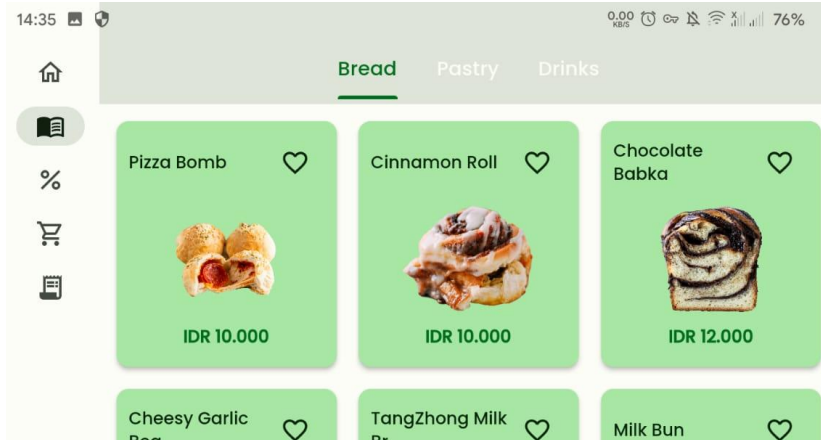 14:35
0.00
KB/S
76%
Bread Pastry Drinks
Pizza Bomb
Cinnamon Roll
Chocolate
Babka
IDR 10.000
IDR 10.000
IDR 12.000
Cheesy Garlic
TangZhong Milk
Milk Bun